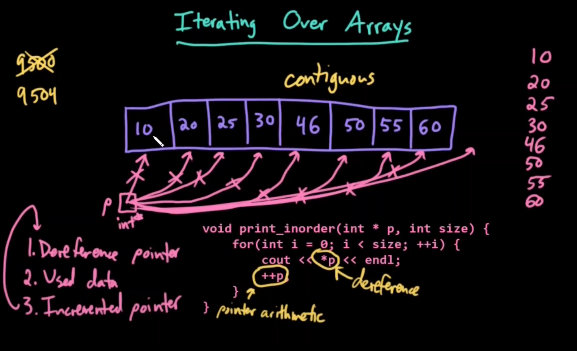 Iterating Over Arrays
9500
9504
contiguous
10 20 25 30 46 50 55 60
10
20
25
30
46
50
55
60
p
int*
1. Dereference pointer
2. Used data
3. Incremented pointer
void print_inorder(int * p, int size) {
for(int i = 0; i < size; ++i) {
cout << *p << endl;
++p
}
}
dereference
pointer arithmetic